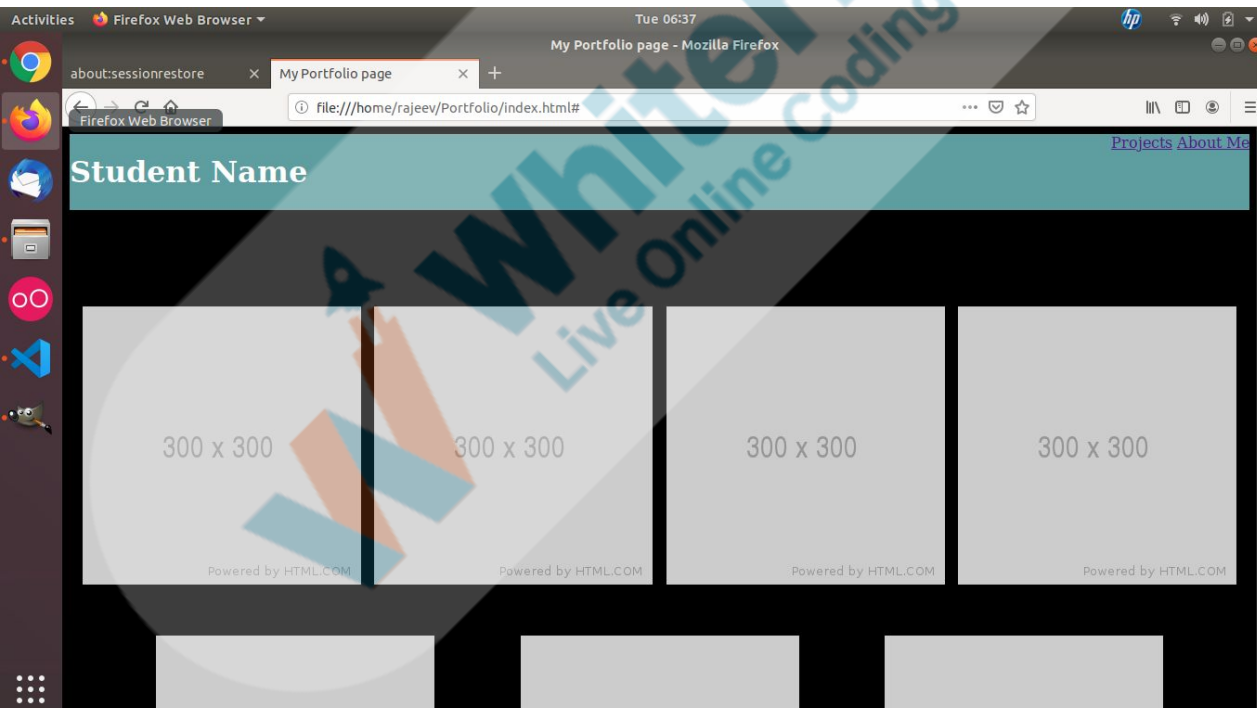 Activities Firefox Web Browser Tue 06:37
My Portfolio page - Mozilla Firefox
about:sessionrestore × My Portfolio page × +
file:///home/rajeev/Portfolio/index.html#
Firefox Web Browser
Projects About Me
Student Name
300 x 300 300 x 300 300 x 300 300 x 300
Powered by HTML.COM Powered by HTML.COM Powered by HTML.COM Powered by HTML.COM
Live Online Coding
hp